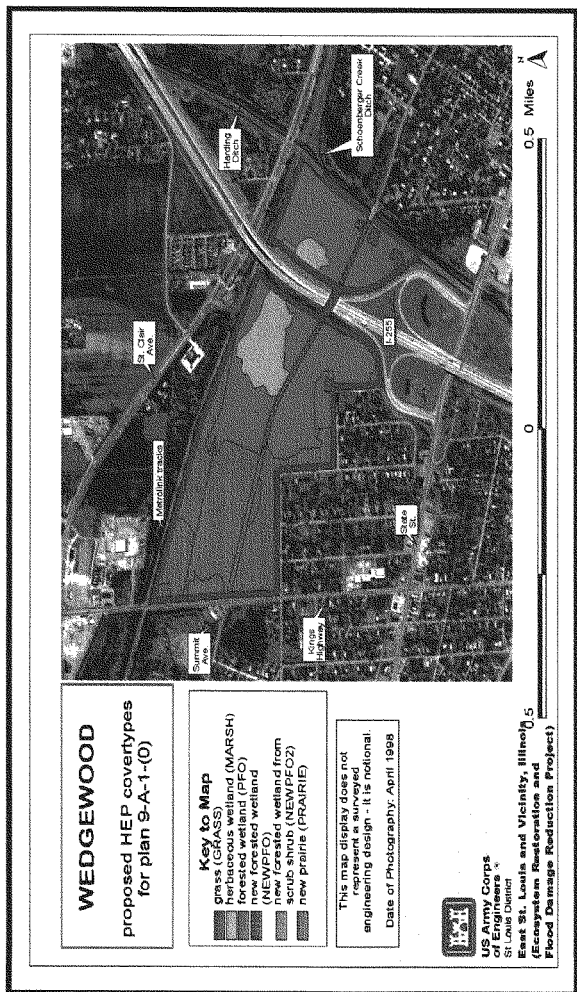 WEDGEWOOD
proposed HEP covertypes
for plan 9-A-1-(0)
Key to Map
grass (GRASS)
herbaceous wetland (MARSH)
forested wetland (PFO)
new forested wetland
(NEWPFO)
new forested wetland from
scrub shrub (NEWPFO2)
new prairie (PRAIRIE)
This map display does not
represent a surveyed
engineering design - it is notional.
Date of Photography: April 1998
US Army Corps
of Engineers ®
St Louis District
East St. Louis and Vicinity, Illinois
(Ecosystem Restoration and
Flood Damage Reduction Project)
Summit
Ave.
Kings
Highway
Metrolink tracks
State
St.
St. Clair
Ave.
I-255
Harding
Ditch
Schoenberger Creek
Ditch
0.5
0
0.5 Miles
N